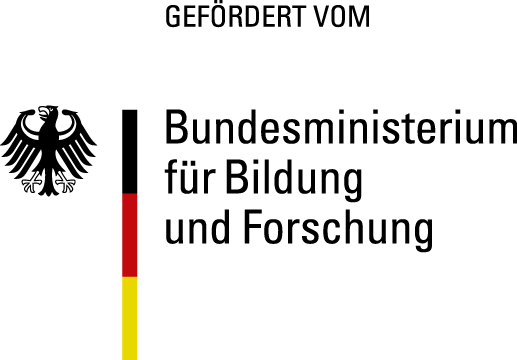 GEFÖRDERT VOM
Bundesministerium
für Bildung
und Forschung